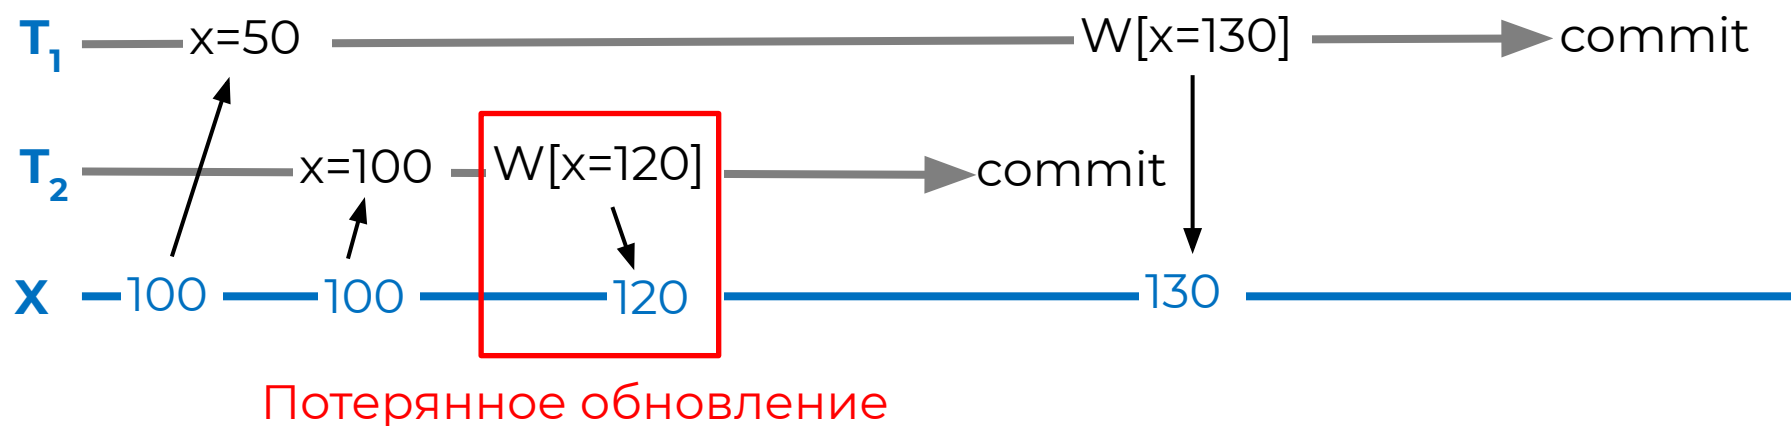 T1 x=50 W[x=130] commit
T2 x=100 W[x=120] commit
X 100 100 120 130
Потерянное обновление